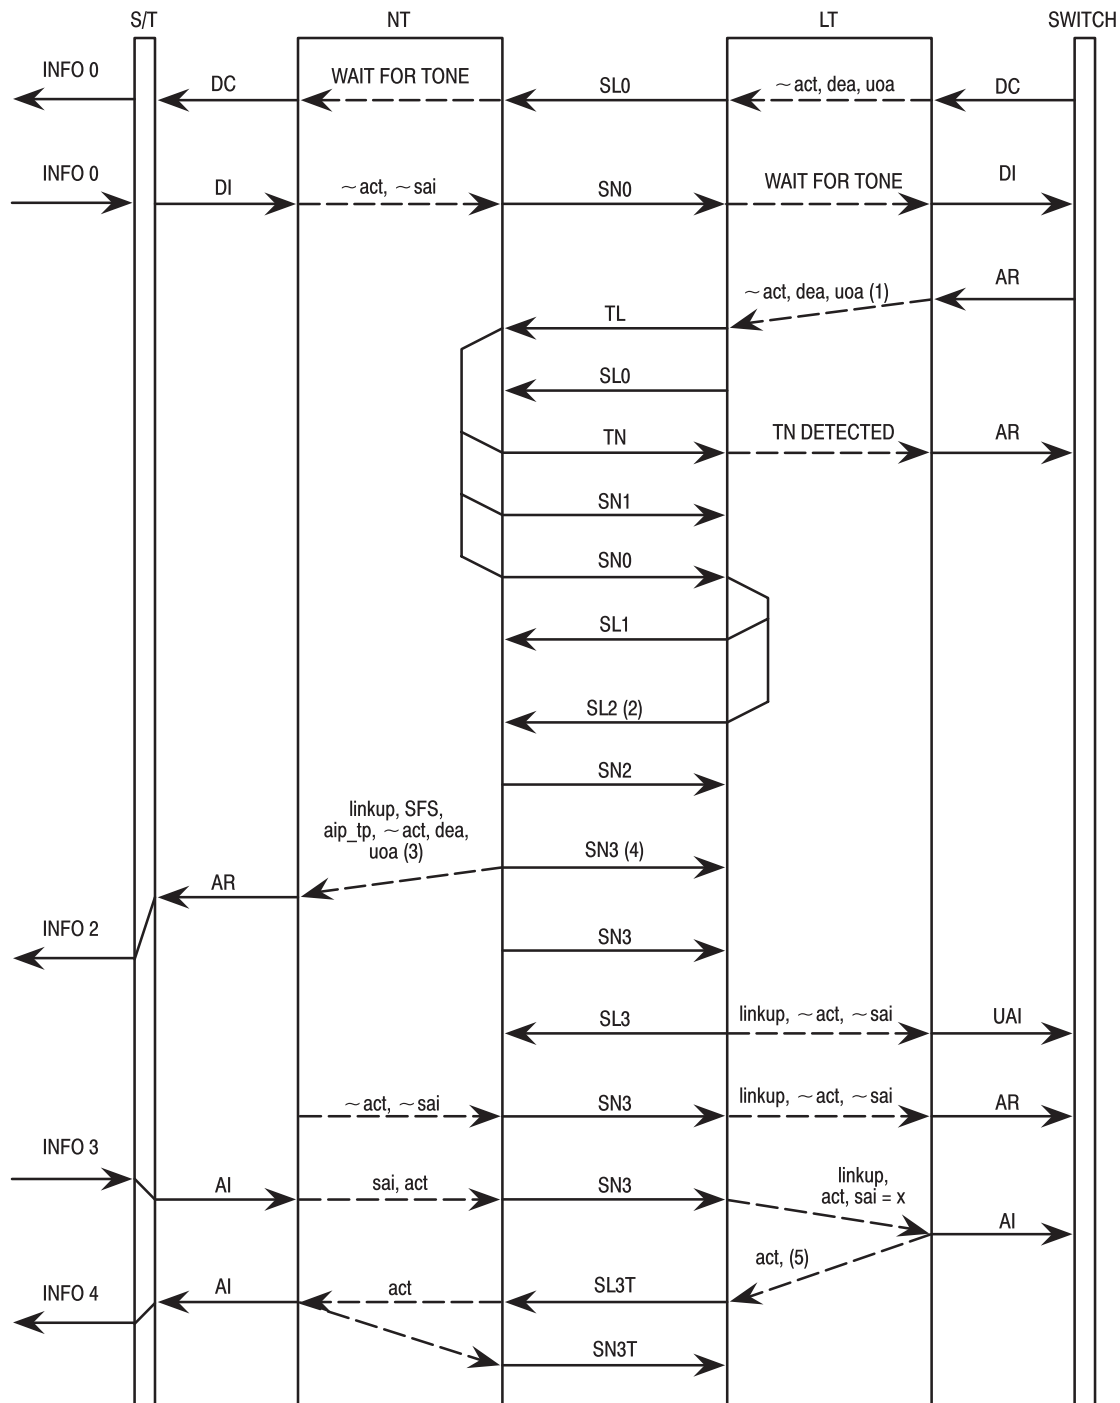 S/T
NT
LT
SWITCH
INFO 0
DC
WAIT FOR TONE
SL0
~act, dea, uoa
DC
INFO 0
DI
~act, ~sai
SN0
WAIT FOR TONE
DI
~act, dea, uoa (1)
AR
TL
SL0
TN
TN DETECTED
AR
SN1
SN0
SL1
SL2 (2)
SN2
linkup, SFS,
aip_tp, ~act, dea,
uoa (3)
SN3 (4)
AR
INFO 2
SN3
SL3
linkup, ~act, ~sai
UAI
~act, ~sai
SN3
linkup, ~act, ~sai
AR
INFO 3
AI
sai, act
SN3
linkup,
act, sai = x
AI
act, (5)
INFO 4
AI
act
SL3T
SN3T